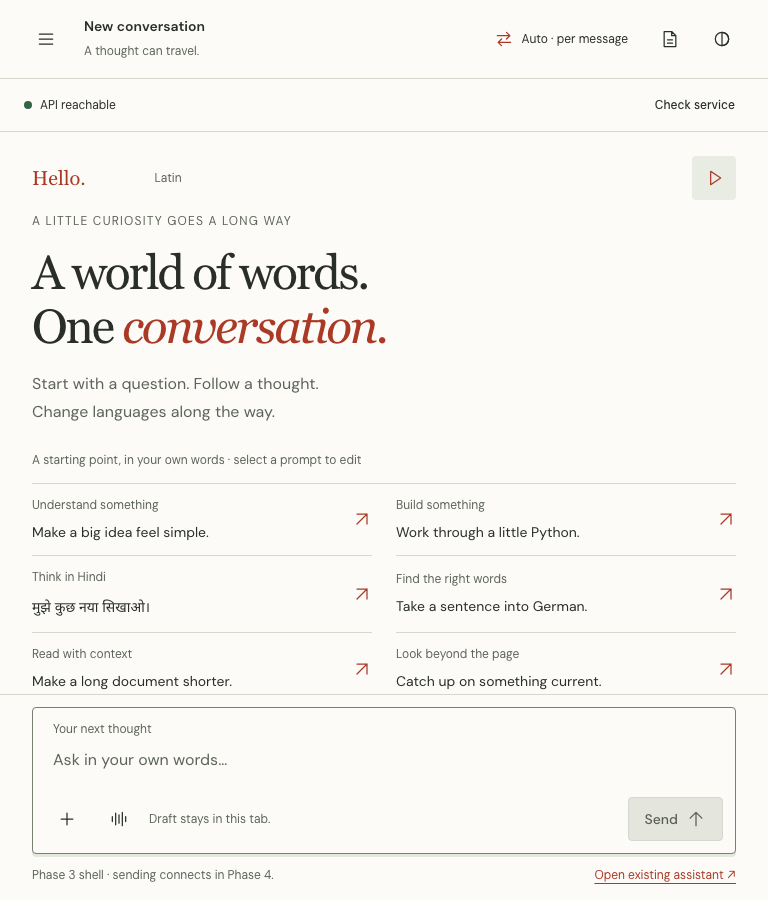 New conversation
A thought can travel.
Auto · per message
API reachable
Check service
Hello.
Latin
A LITTLE CURIOSITY GOES A LONG WAY
A world of words.
One conversation.
Start with a question. Follow a thought.
Change languages along the way.
A starting point, in your own words · select a prompt to edit
Understand something
Make a big idea feel simple.
Build something
Work through a little Python.
Think in Hindi
मुझे कुछ नया सिखाओ।
Find the right words
Take a sentence into German.
Read with context
Make a long document shorter.
Look beyond the page
Catch up on something current.
Your next thought
Ask in your own words…
Draft stays in this tab.
Send
Phase 3 shell · sending connects in Phase 4.
Open existing assistant ↗